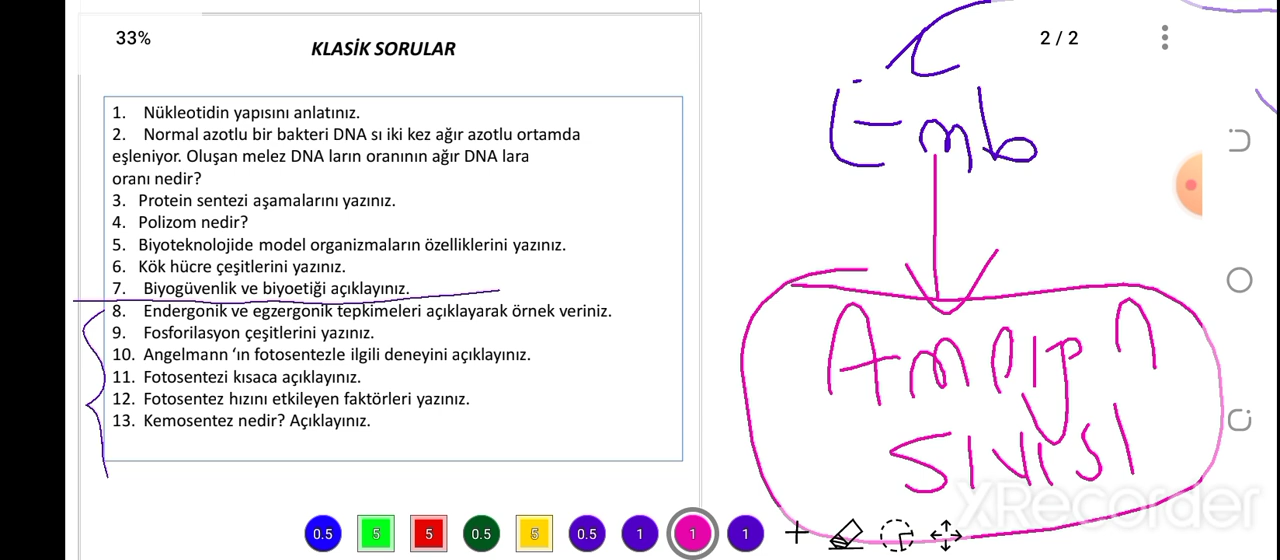 33%
KLASİK SORULAR
2 / 2
1. Nükleotidin yapısını anlatınız.
2. Normal azotlu bir bakteri DNA sı iki kez ağır azotlu ortamda
eşleniyor. Oluşan melez DNA ların oranının ağır DNA lara
oranı nedir?
3. Protein sentezi aşamalarını yazınız.
4. Polizom nedir?
5. Biyoteknolojide model organizmaların özelliklerini yazınız.
6. Kök hücre çeşitlerini yazınız.
7. Biyogüvenlik ve biyoetiği açıklayınız.
8. Endergonik ve egzergonik tepkimeleri açıklayarak örnek veriniz.
9. Fosforilasyon çeşitlerini yazınız.
10. Angelmann ‘ın fotosentezle ilgili deneyini açıklayınız.
11. Fotosentezi kısaca açıklayınız.
12. Fotosentez hızını etkileyen faktörleri yazınız.
13. Kemosentez nedir? Açıklayınız.
Emb
sıvısı
XRecorder
0.5 5 5 0.5 5 0.5 1 1 1